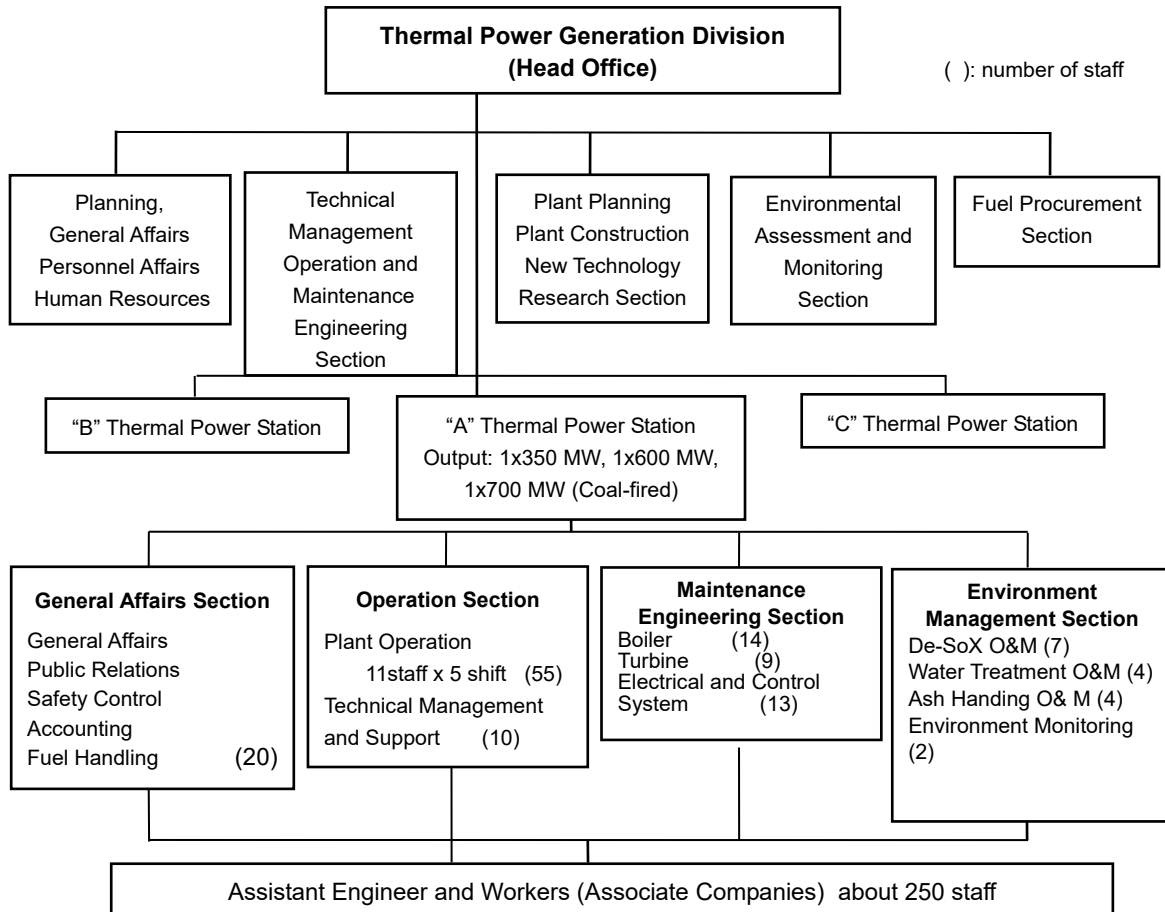 Thermal Power Generation Division
(Head Office)
( ): number of staff
Planning,
General Affairs
Personnel Affairs
Human Resources
Technical
Management
Operation and
Maintenance
Engineering
Section
Plant Planning
Plant Construction
New Technology
Research Section
Environmental
Assessment and
Monitoring
Section
Fuel Procurement
Section
“B” Thermal Power Station
“A” Thermal Power Station
Output: 1x350 MW, 1x600 MW,
1x700 MW (Coal-fired)
“C” Thermal Power Station
General Affairs Section
General Affairs
Public Relations
Safety Control
Accounting
Fuel Handling (20)
Operation Section
Plant Operation
11staff x 5 shift (55)
Technical Management
and Support (10)
Maintenance
Engineering Section
Boiler (14)
Turbine (9)
Electrical and Control
System (13)
Environment
Management Section
De-SoX O&M (7)
Water Treatment O&M (4)
Ash Handing O& M (4)
Environment Monitoring
(2)
Assistant Engineer and Workers (Associate Companies) about 250 staff